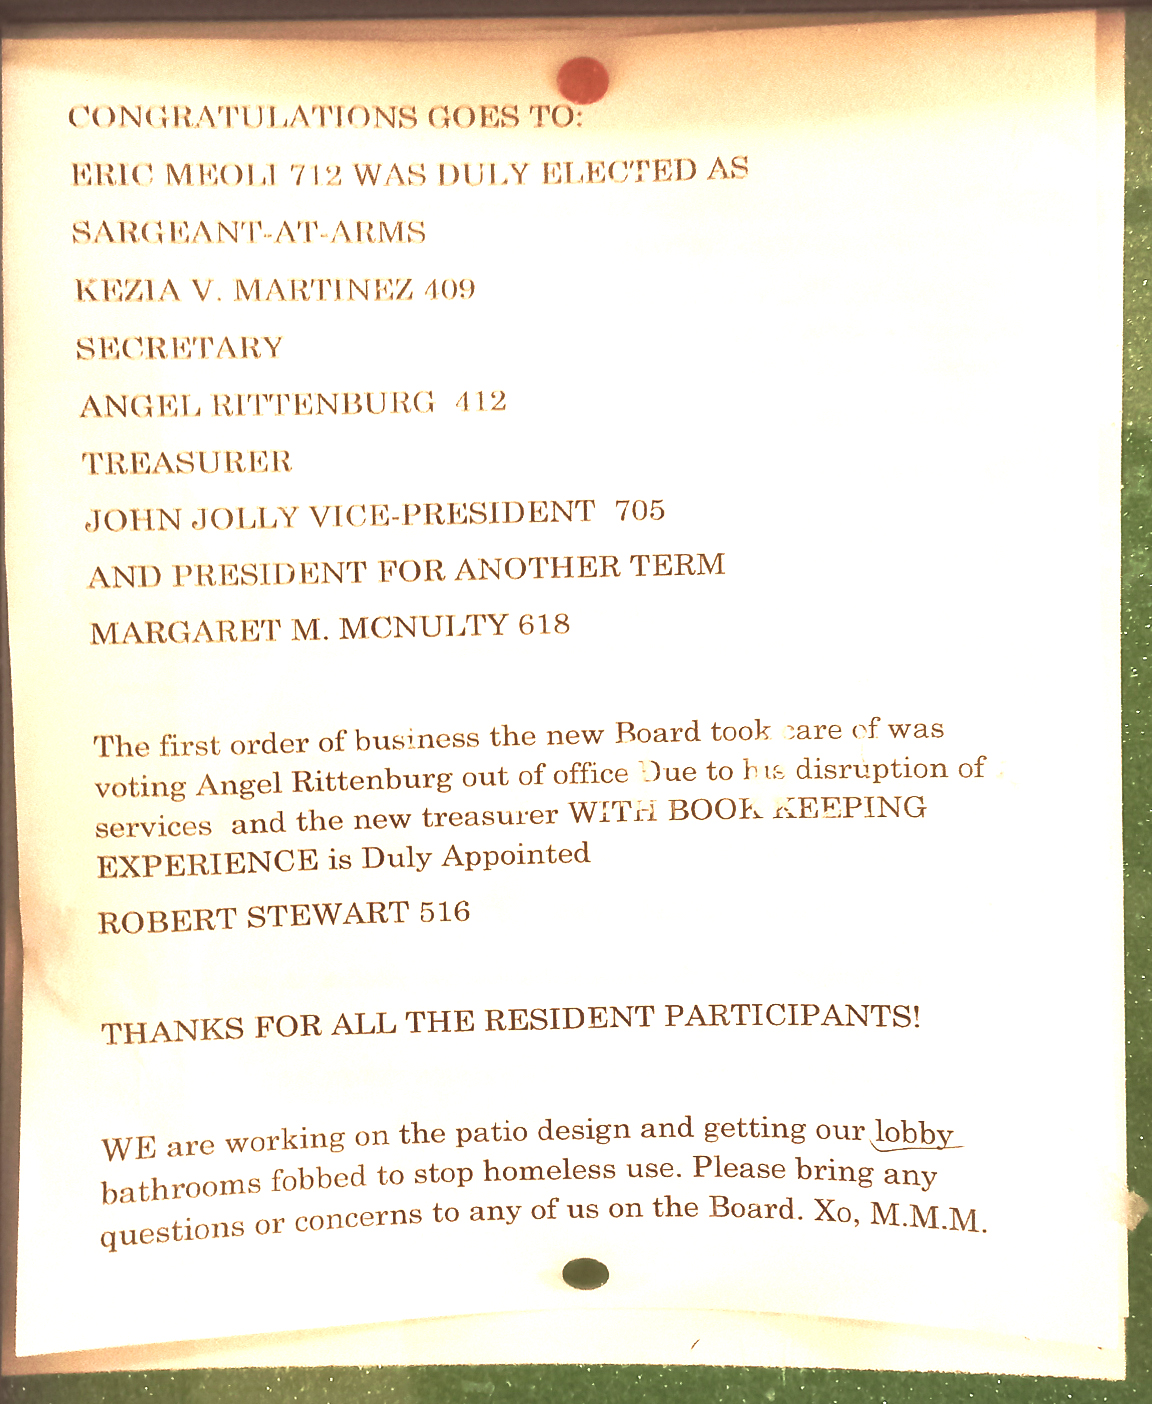 CONGRATULATIONS GOES TO:
ERIC MEOLI 712 WAS DULY ELECTED AS
SARGEANT-AT-ARMS
KEZIA V. MARTINEZ 409
SECRETARY
ANGEL RITTENBURG 412
TREASURER
JOHN JOLLY VICE-PRESIDENT 705
AND PRESIDENT FOR ANOTHER TERM
MARGARET M. MCNULTY 618
The first order of business the new Board took care of was
voting Angel Rittenburg out of office Due to his disruption of
services and the new treasurer WITH BOOK KEEPING
EXPERIENCE is Duly Appointed
ROBERT STEWART 516
THANKS FOR ALL THE RESIDENT PARTICIPANTS!
WE are working on the patio design and getting our lobby
bathrooms fobbed to stop homeless use. Please bring any
questions or concerns to any of us on the Board. Xo, M.M.M.